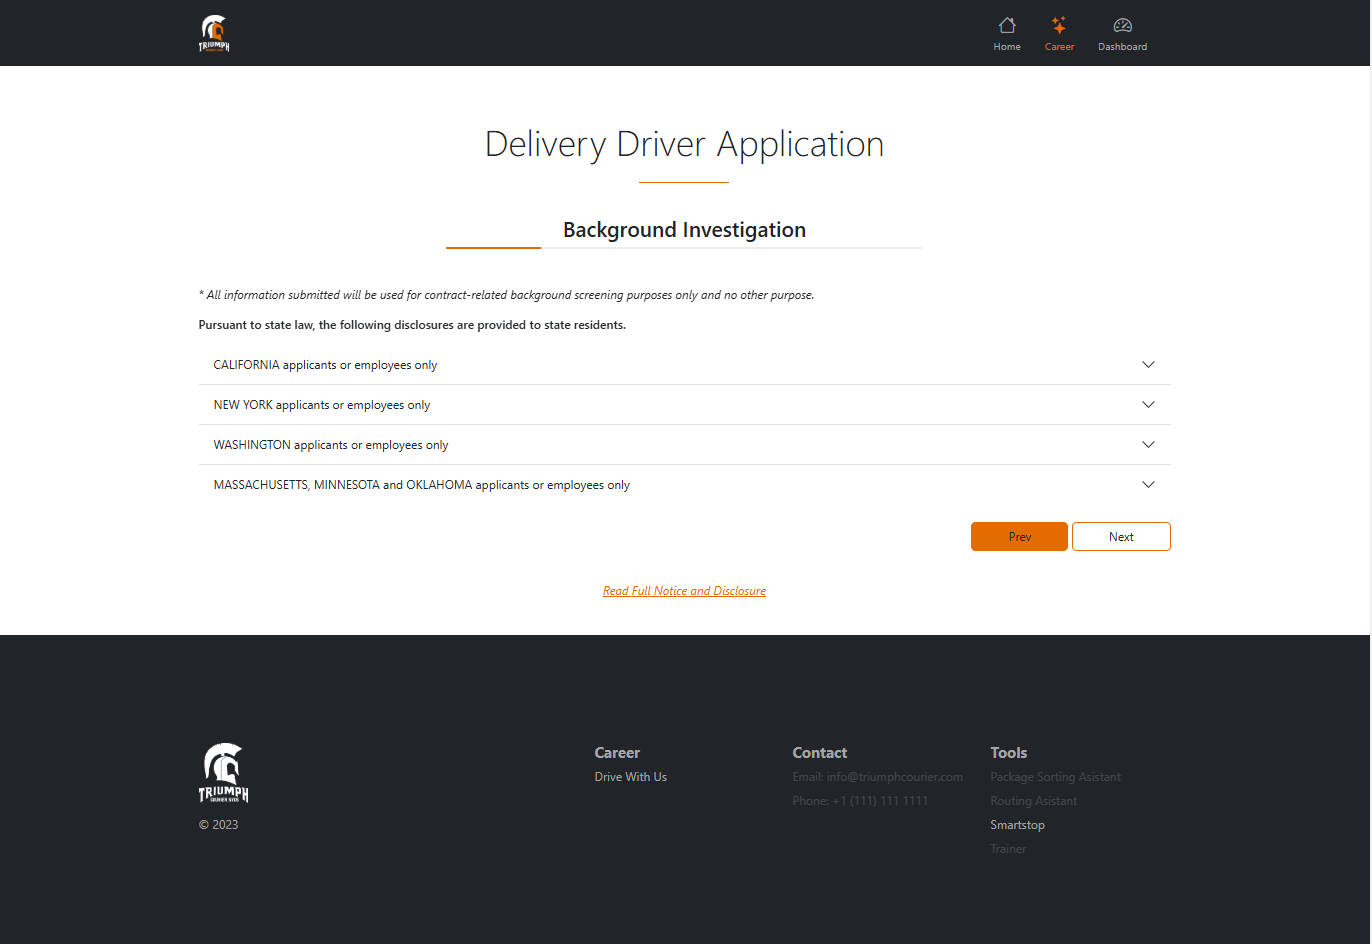 TRIUMPH
Home
Career
Dashboard
Delivery Driver Application
Background Investigation
* All information submitted will be used for contract-related background screening purposes only and no other purpose.
Pursuant to state law, the following disclosures are provided to state residents.
CALIFORNIA applicants or employees only
NEW YORK applicants or employees only
WASHINGTON applicants or employees only
MASSACHUSETTS, MINNESOTA and OKLAHOMA applicants or employees only
Prev
Next
Read Full Notice and Disclosure
TRIUMPH
COURIER SVCS
© 2023
Career
Drive With Us
Contact
Email: info@triumphcourier.com
Phone: +1 (111) 111 1111
Tools
Package Sorting Asistant
Routing Asistant
Smartstop
Trainer